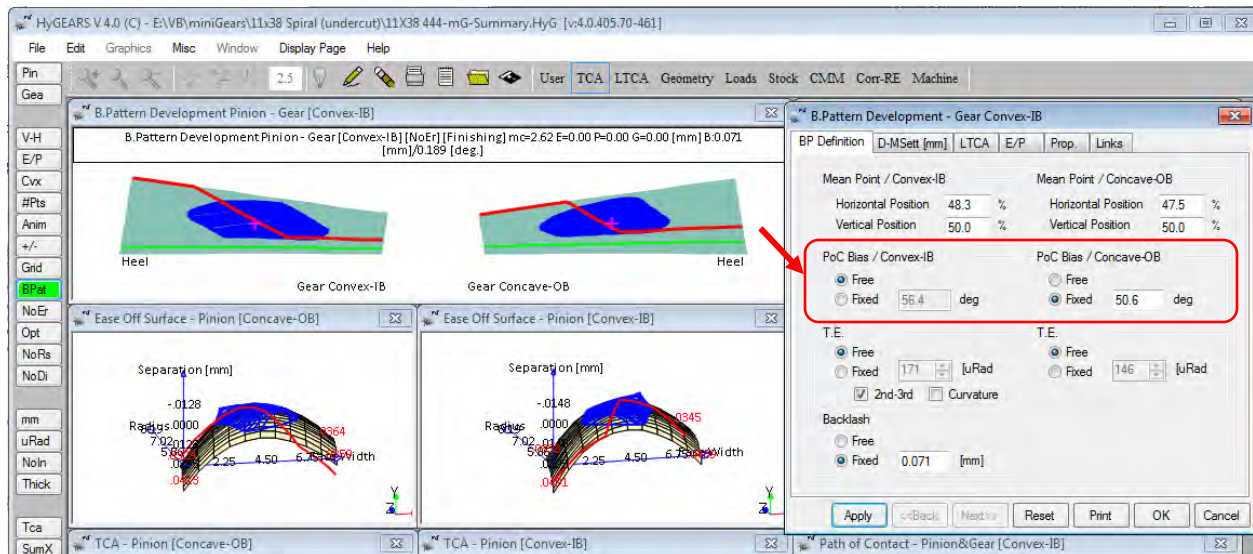 HyGEARS V 4.0 (C) - E:\VB\miniGears\11x38 Spiral (undercut)\11X38 444-mG-Summary.HyG [v:4.0.405.70-461]
File Edit Graphics Misc Window Display Page Help
Pin
Gea
2.5 User TCA LTCA Geometry Loads Stock CMM Corr-RE Machine
V-H
E/P
Cvx
#Pts
Anim
+/-
Grid
BPat
NoEr
Opt
NoRs
NoDi
mm
uRad
NoIn
Thick
Tca
SumX
B.Pattern Development Pinion - Gear [Convex-IB]
B.Pattern Development Pinion - Gear [Convex-IB] [NoEr] [Finishing] mc=2.62 E=0.00 P=0.00 G=0.00 [mm] B:0.071
[mm]/0.189 [deg.]
Heel Heel
Gear Convex-IB Gear Concave-OB
Ease Off Surface - Pinion [Concave-OB]
Separation [mm]
-.0128
.0000
Radius
7.02
2.25 4.50
.0364
Y
Z
Ease Off Surface - Pinion [Convex-IB]
Separation [mm]
-.0148
.0000
Radius
7.02
2.25 4.50
.0345
Y
Z
TCA - Pinion [Concave-OB]
TCA - Pinion [Convex-IB]
Path of Contact - Pinion&Gear [Convex-IB]
B.Pattern Development - Gear Convex-IB
BP Definition D-MSett [mm] LTCA E/P Prop. Links
Mean Point / Convex-IB Mean Point / Concave-OB
Horizontal Position 48.3 % Horizontal Position 47.5 %
Vertical Position 50.0 % Vertical Position 50.0 %
PoC Bias / Convex-IB PoC Bias / Concave-OB
Free Free
Fixed 56.4 deg Fixed 50.6 deg
T.E. T.E.
Free Free
Fixed 171 [uRad Fixed 146 [uRad
2nd-3rd Curvature
Backlash
Free
Fixed 0.071 [mm]
Apply <<Back Next>> Reset Print OK Cancel